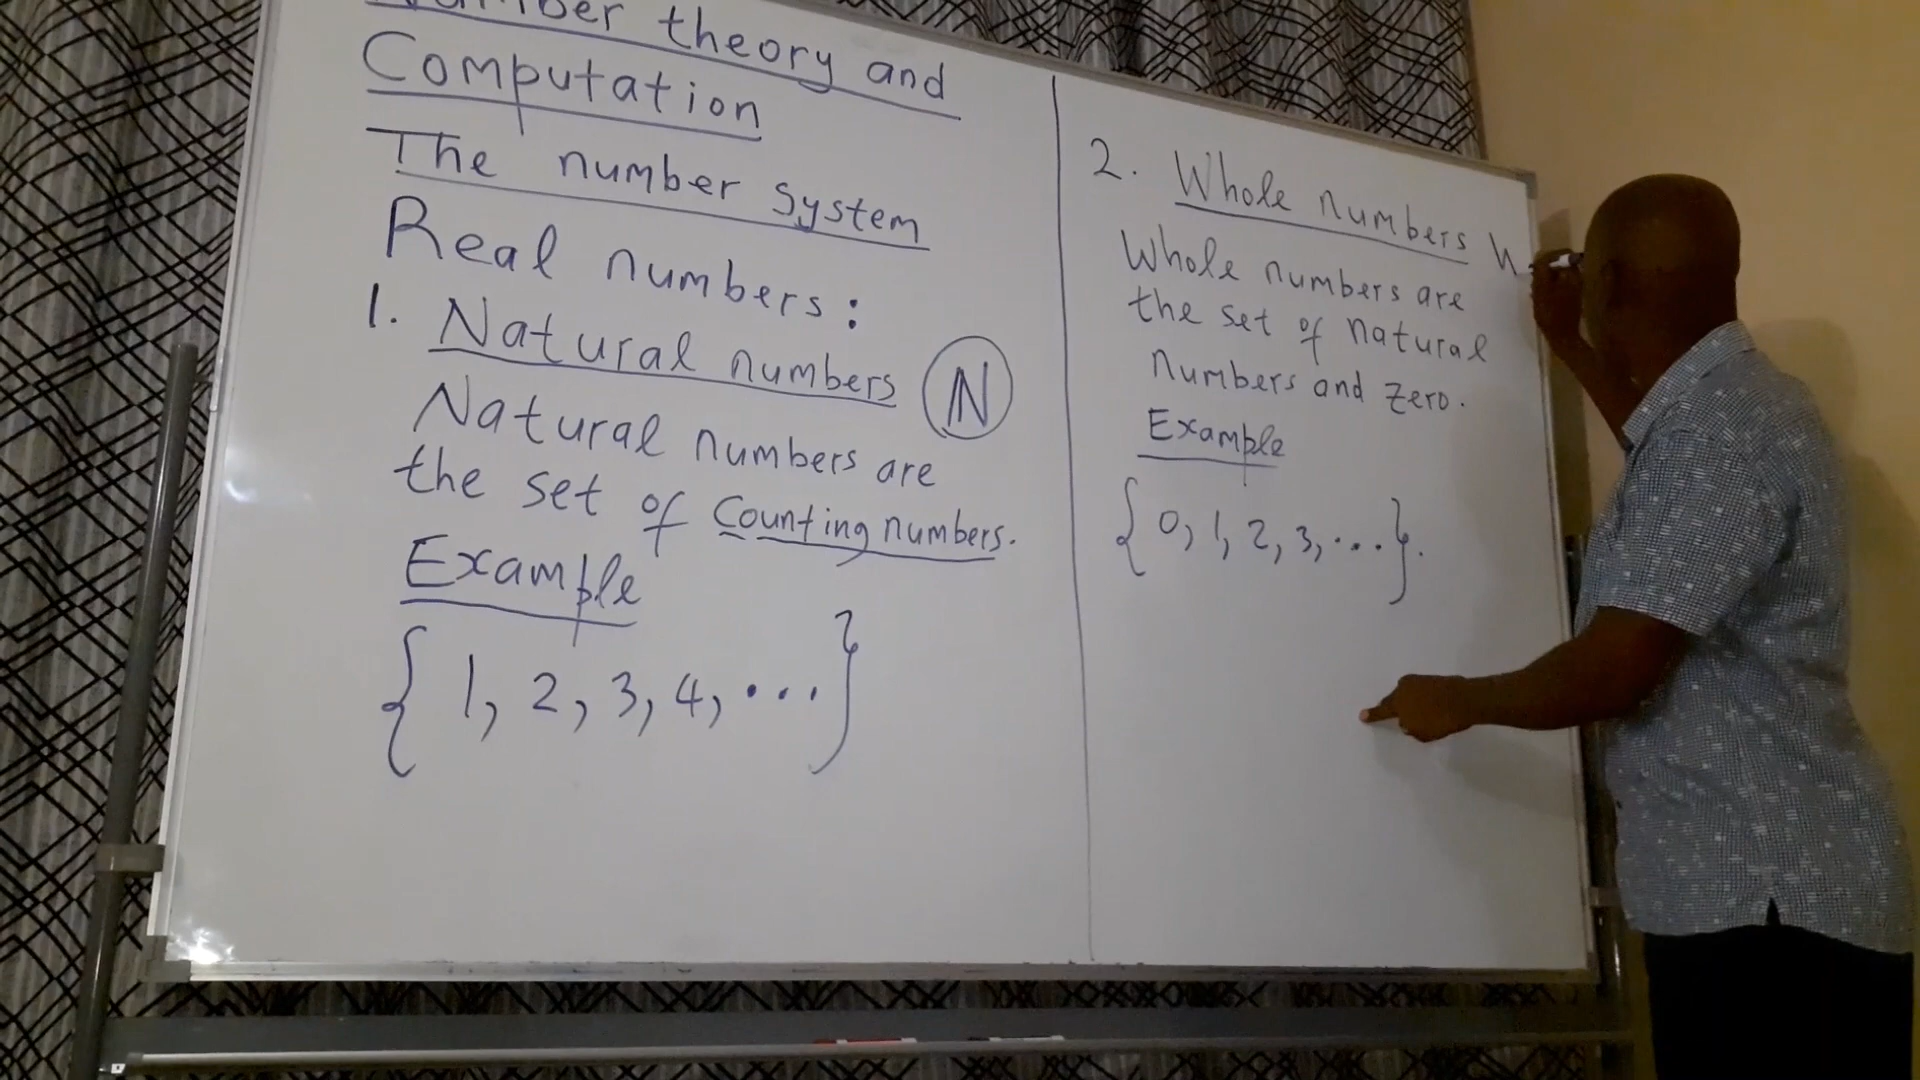 Number theory and
Computation
The number system
Real numbers:
1. Natural numbers N
Natural numbers are
the set of Counting numbers.
Example
{ 1, 2, 3, 4, ... }
2. Whole numbers
Whole numbers are
the set of natural
numbers and zero.
Example
{ 0, 1, 2, 3, ... }.